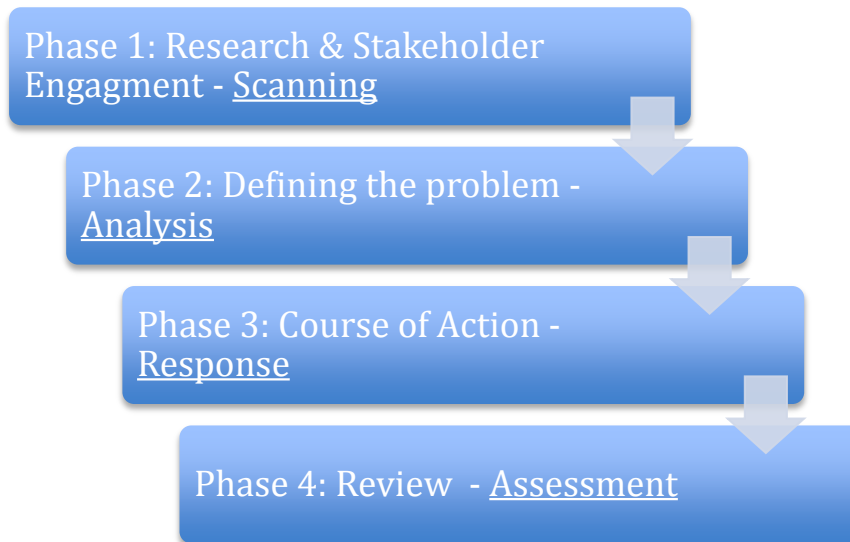 Phase 1: Research & Stakeholder
Engagment - Scanning
Phase 2: Defining the problem -
Analysis
Phase 3: Course of Action -
Response
Phase 4: Review  - Assessment